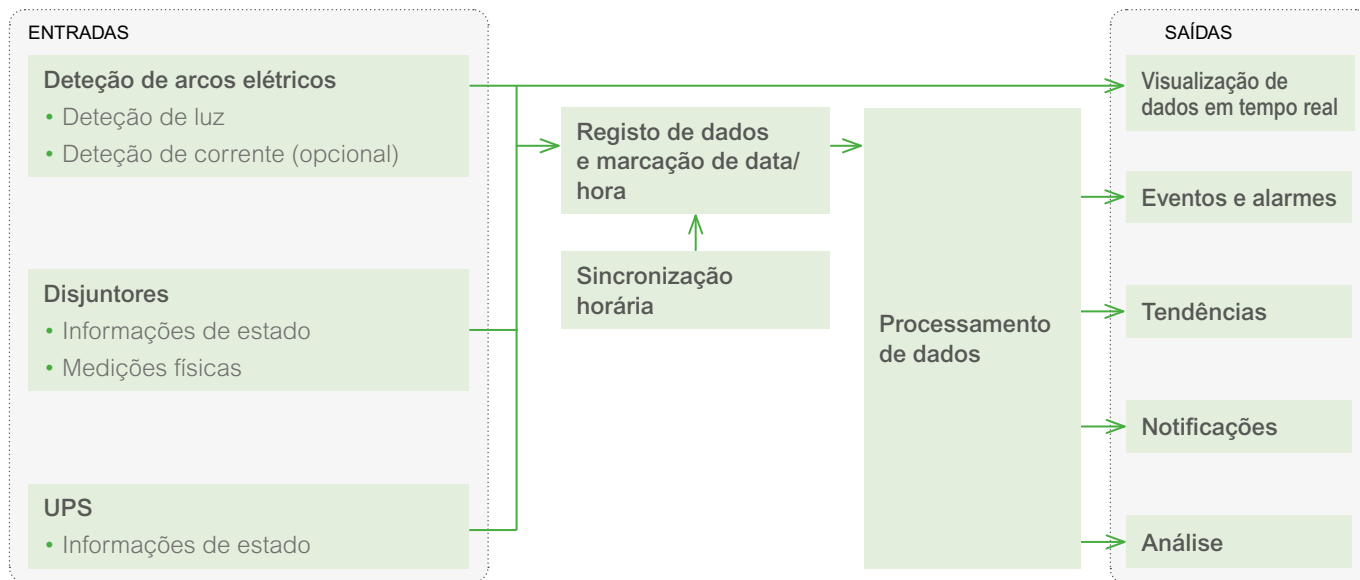 ENTRADAS
Deteção de arcos elétricos
• Deteção de luz
• Deteção de corrente (opcional)
Disjuntores
• Informações de estado
• Medições físicas
UPS
• Informações de estado
Registo de dados
e marcação de data/
hora
Sincronização
horária
Processamento
de dados
SAÍDAS
Visualização de
dados em tempo real
Eventos e alarmes
Tendências
Notificações
Análise